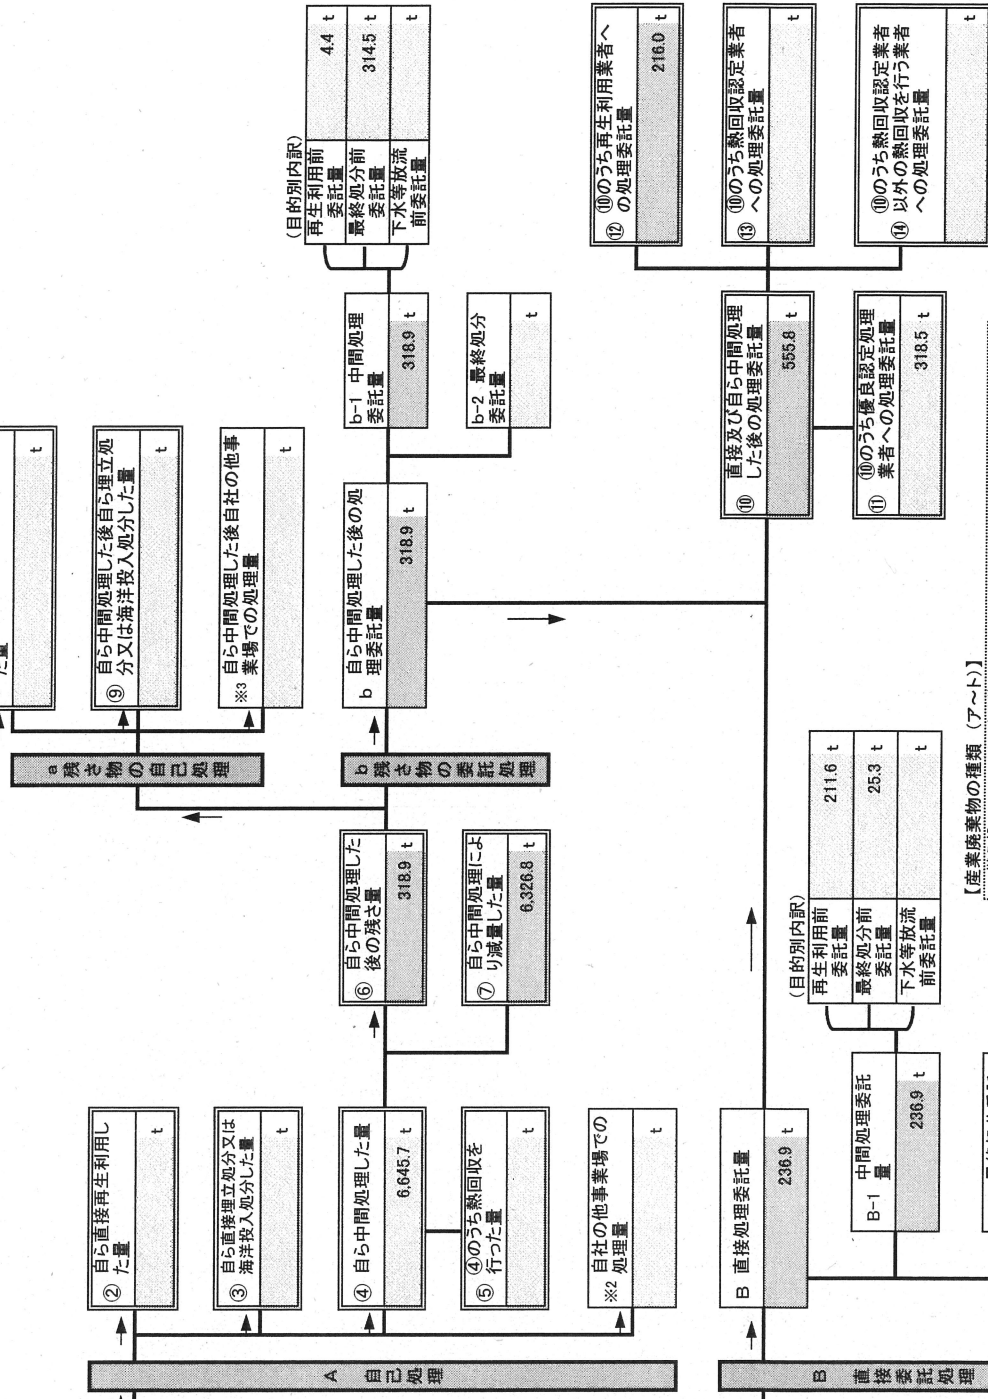 A
自己処理
② 自ら直接再生利用し
た量
t
③ 自ら直接埋立処分又は
海洋投入処分した量
t
④ 自ら中間処理した量
6,645.7 t
⑤ ④のうち熱回収を
行った量
t
※2 自社の他事業場での
処理量
t
⑥ 自ら中間処理した
後の残さ量
318.9 t
⑦ 自ら中間処理によ
り減量した量
6,326.8 t
a
残さ物の自己処理
た量
t
⑨ 自ら中間処理した後自ら埋立処
分又は海洋投入処分した量
t
※3 自ら中間処理した後自社の他事
業場での処理量
t
b
残さ物の委託処理
b 自ら中間処理した後の処
理委託量
318.9 t
b-1 中間処理
委託量
318.9 t
b-2 最終処分
委託量
t
(目的別内訳)
再生利用前
委託量
4.4 t
最終処分前
委託量
314.5 t
下水等放流
前委託量
t
B
直接委託処理
B 直接処理委託量
236.9 t
B-1 中間処理委託
量
236.9 t
(目的別内訳)
再生利用前
委託量
211.6 t
最終処分前
委託量
25.3 t
下水等放流
前委託量
t
⑩ 直接及び自ら中間処理
した後の処理委託量
555.8 t
⑪ ⑩のうち優良認定処理
業者への処理委託量
318.5 t
⑫ ⑩のうち再生利用業者へ
の処理委託量
216.0 t
⑬ ⑩のうち熱回収認定業者
への処理委託量
t
⑭ ⑩のうち熱回収認定業者
以外の熱回収を行う業者
への処理委託量
t
【産業廃棄物の種類（ア～ト）】